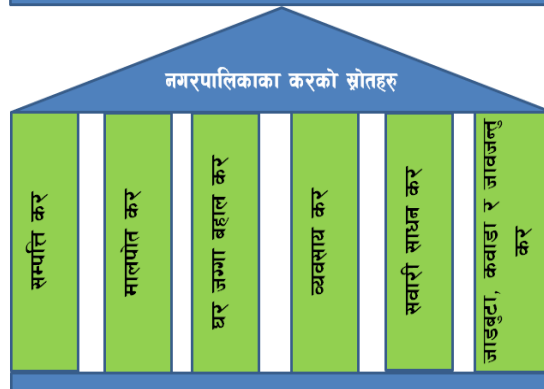 नगरपालिकाका करको स्रोतहरु
सम्पत्ति कर
मालपोत कर
घर जग्गा बहाल कर
व्यवसाय कर
सवारी साधन कर
जाडबुटा, कवाडा र जावजन्तु
कर